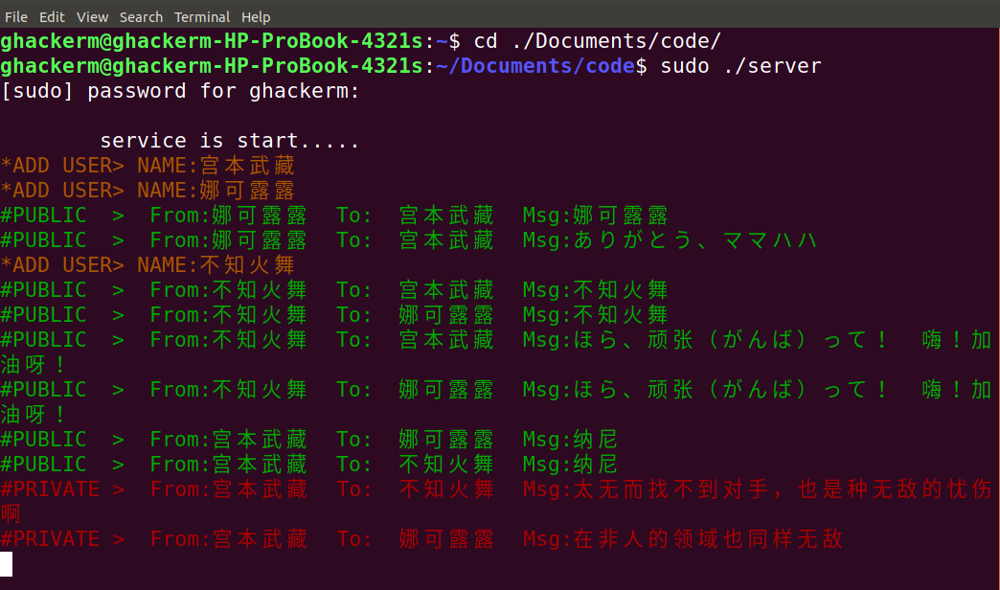 File Edit View Search Terminal Help
ghackerm@ghackerm-HP-ProBook-4321s:~$ cd ./Documents/code/
ghackerm@ghackerm-HP-ProBook-4321s:~/Documents/code$ sudo ./server
[sudo] password for ghackerm:
service is start.....
*ADD USER> NAME:宫本武藏
*ADD USER> NAME:娜可露露
#PUBLIC  >  From:娜可露露  To:  宫本武藏  Msg:娜可露露
#PUBLIC  >  From:娜可露露  To:  宫本武藏  Msg:ありがとう、ママハハ
*ADD USER> NAME:不知火舞
#PUBLIC  >  From:不知火舞  To:  宫本武藏  Msg:不知火舞
#PUBLIC  >  From:不知火舞  To:  娜可露露  Msg:不知火舞
#PUBLIC  >  From:不知火舞  To:  宫本武藏  Msg:ほら、顽张（がんば）って！ 嗨！加
油呀！
#PUBLIC  >  From:不知火舞  To:  娜可露露  Msg:ほら、顽张（がんば）って！ 嗨！加
油呀！
#PUBLIC  >  From:宫本武藏  To:  娜可露露  Msg:纳尼
#PUBLIC  >  From:宫本武藏  To:  不知火舞  Msg:纳尼
#PRIVATE >  From:宫本武藏  To:  不知火舞  Msg:太无而找不到对手，也是种无敌的忧伤
啊
#PRIVATE >  From:宫本武藏  To:  娜可露露  Msg:在非人的领域也同样无敌